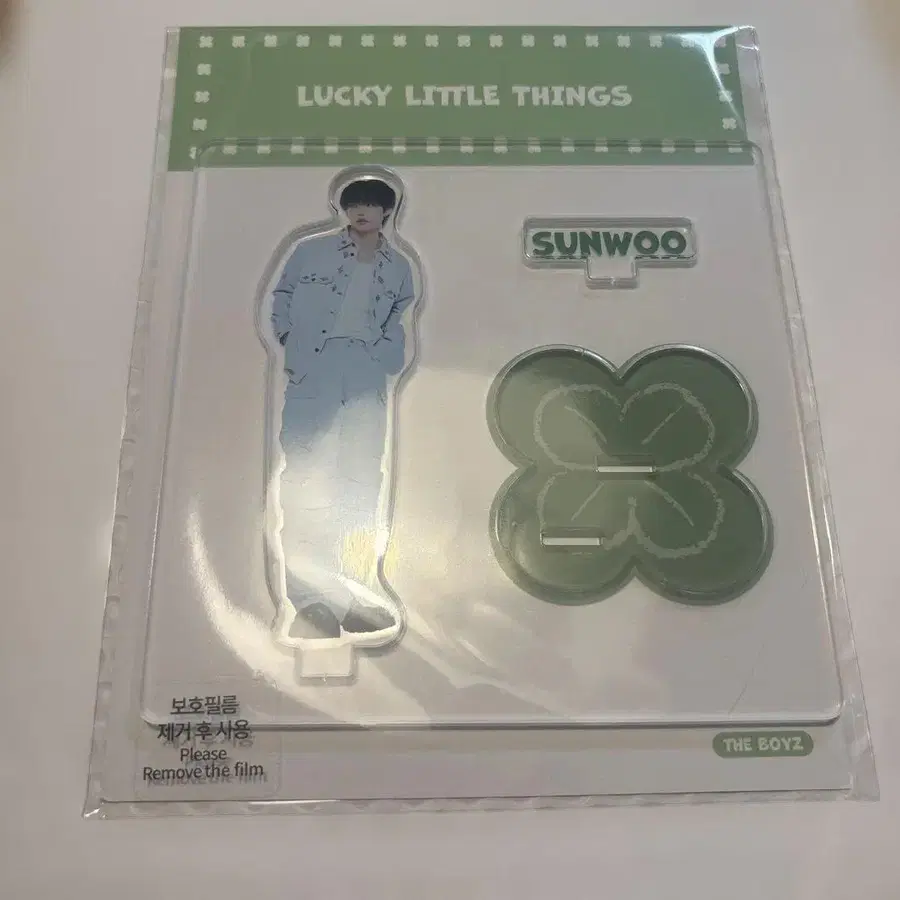 LUCKY LITTLE THINGS
SUNWOO
보호필름
제거 후 사용
Please
Remove the film
THE BOYZ